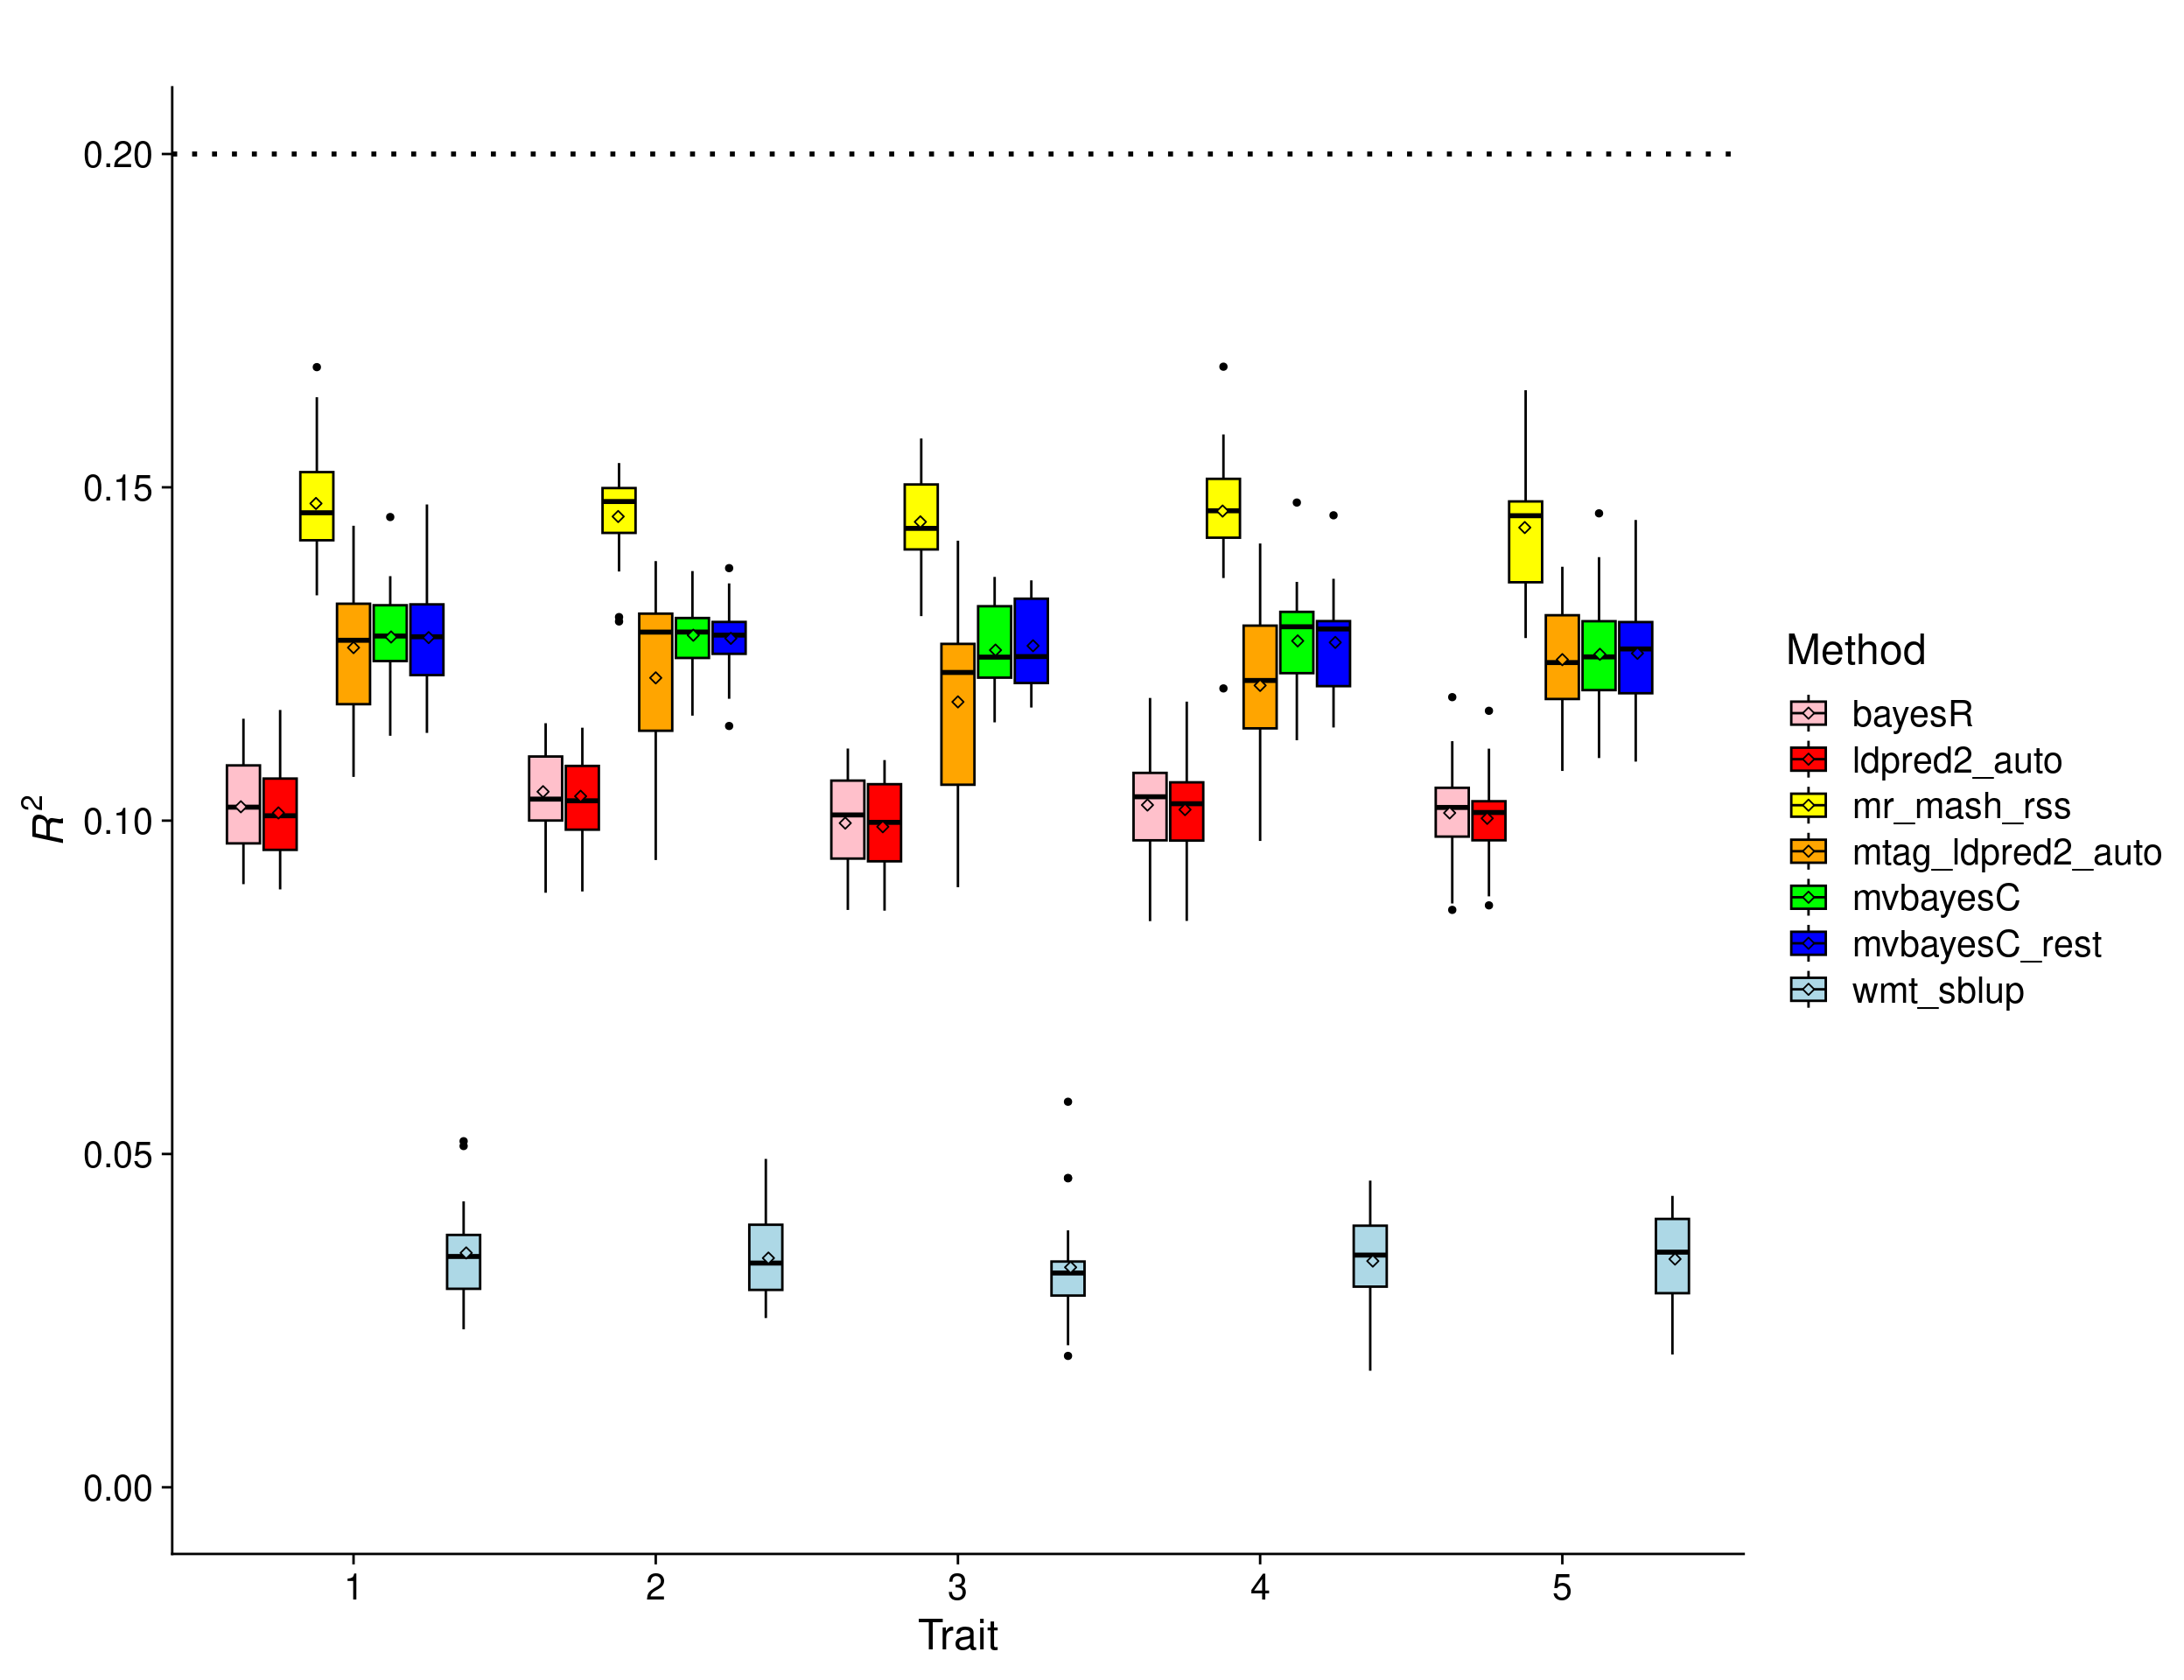 R²
0.20
0.15
0.10
0.05
0.00
1 2 3 4 5
Trait
Method
bayesR
ldpred2_auto
mr_mash_rss
mtag_ldpred2_auto
mvbayesC
mvbayesC_rest
wmt_sblup